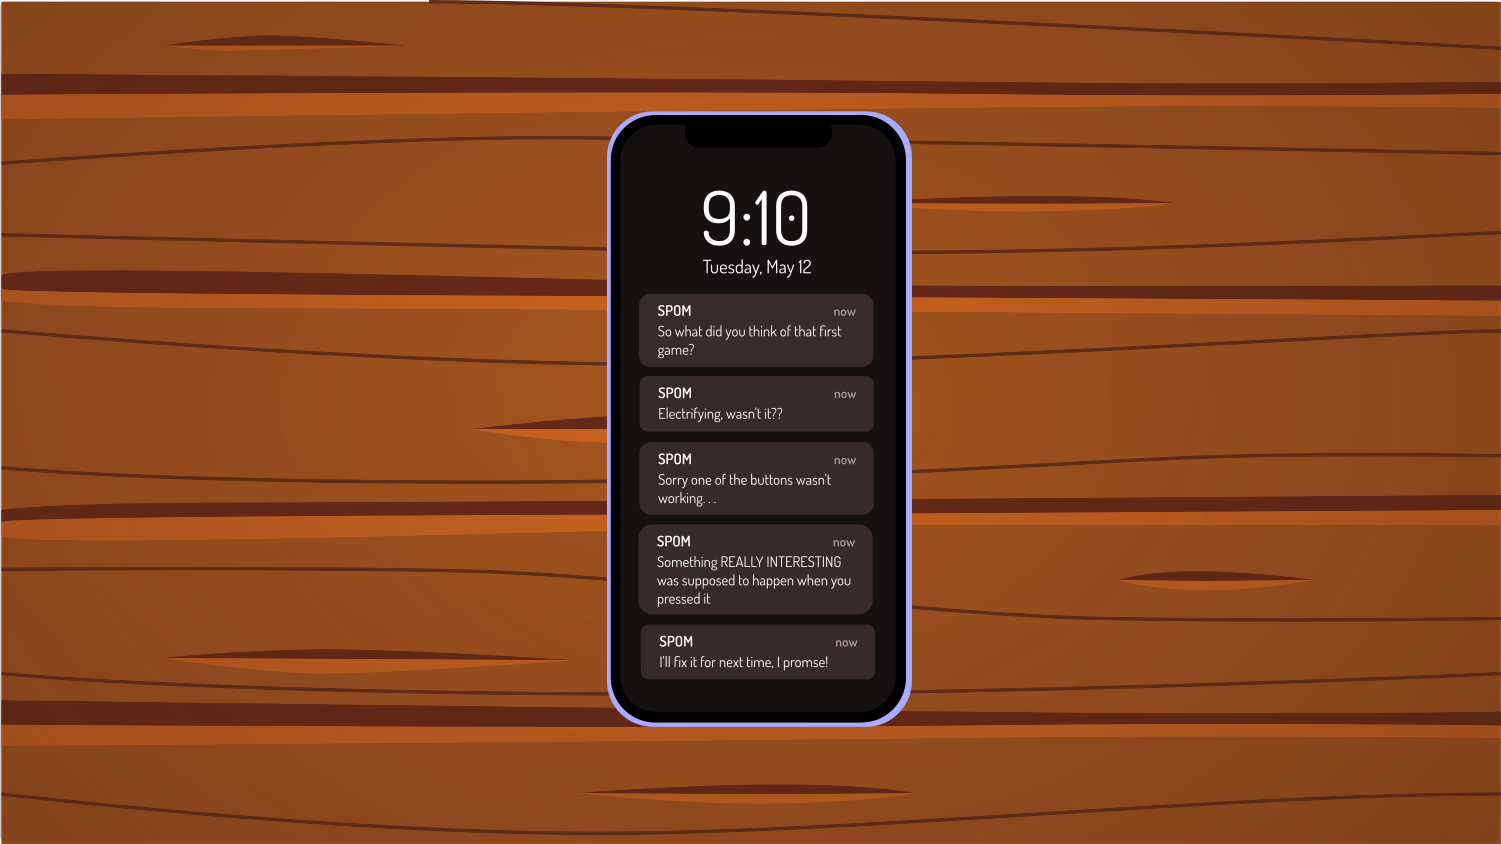 9:10
Tuesday, May 12
SPOM now
So what did you think of that first
game?
SPOM now
Electrifying, wasn't it??
SPOM now
Sorry one of the buttons wasn't
working. . .
SPOM now
Something REALLY INTERESTING
was supposed to happen when you
pressed it
SPOM now
I'll fix it for next time, I promse!